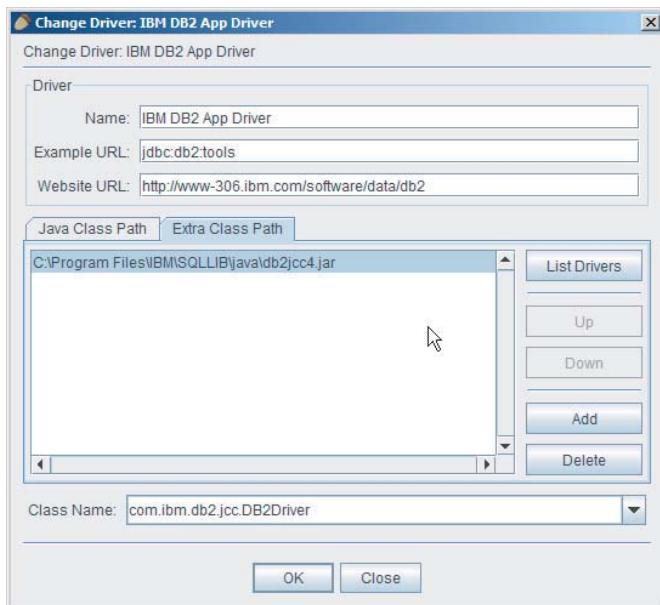 Change Driver: IBM DB2 App Driver
Change Driver: IBM DB2 App Driver
Driver
Name: IBM DB2 App Driver
Example URL: jdbc:db2:tools
Website URL: http://www-306.ibm.com/software/data/db2
Java Class Path Extra Class Path
C:\Program Files\IBM\SQLLIB\java\db2jcc4.jar
List Drivers
Up
Down
Add
Delete
Class Name: com.ibm.db2.jcc.DB2Driver
OK Close